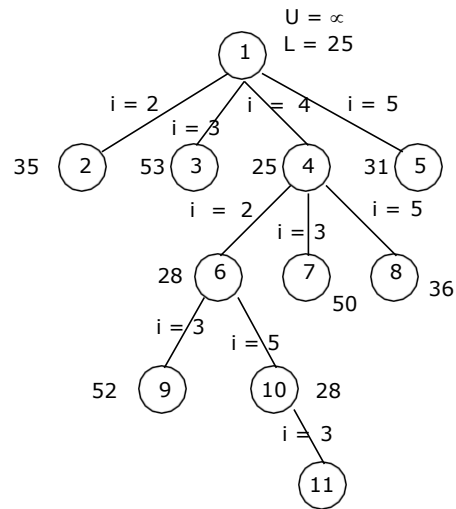 U = ∝
1
L = 25
i = 2
i = 3
i = 4
i = 5
35
2
53
3
25
4
31
5
i = 2
i = 3
i = 5
28
6
7
50
8
36
i = 3
i = 5
52
9
10
28
i = 3
11